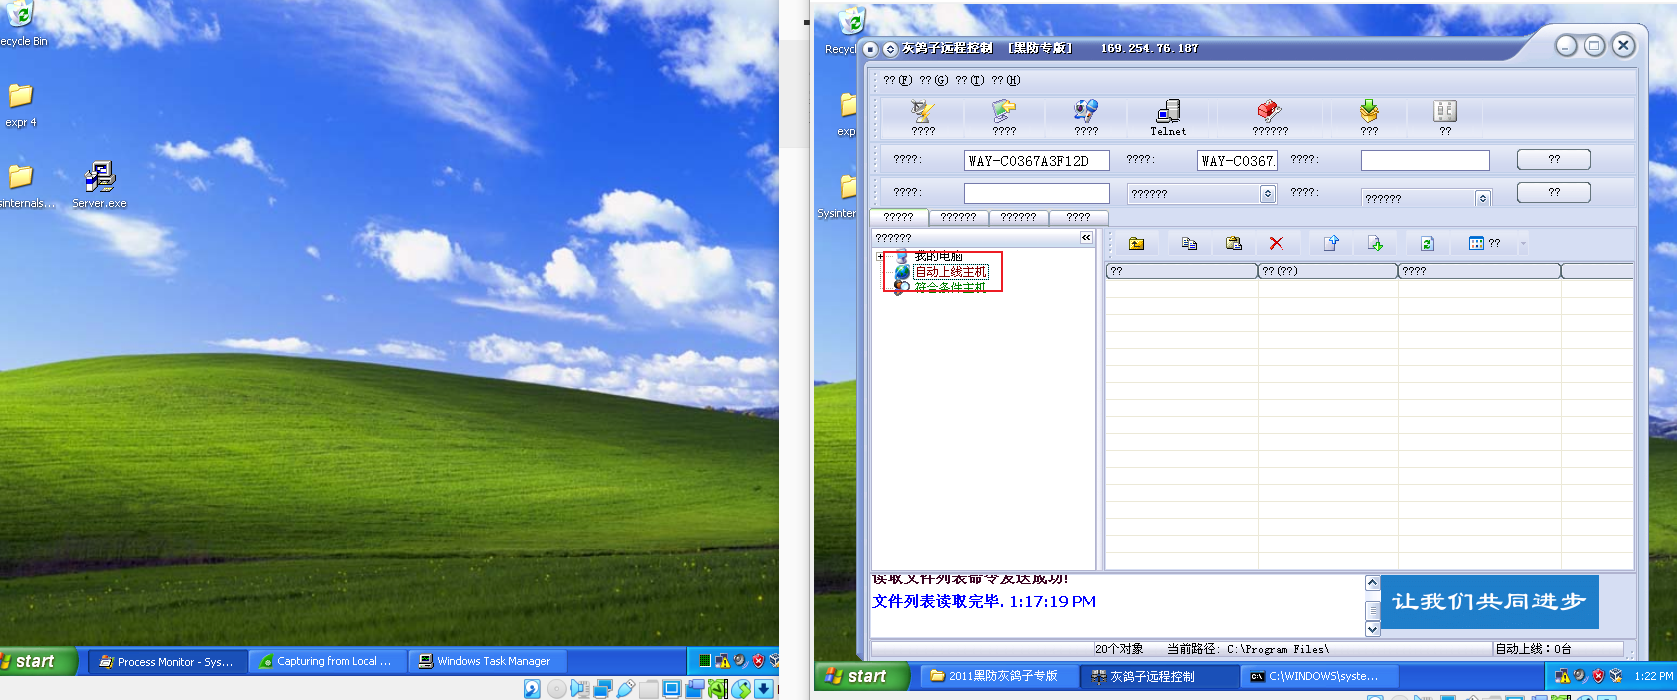 ecycle Bin
expr 4
sinternals...
Server.exe
start
Process Monitor - Sys...
Capturing from Local ...
Windows Task Manager
Recycl
exp
Sysinter
灰鸽子远程控制 [黑防专版] 169.254.76.187
??(F) ??(G) ??(T) ??(H)
???? ???? ???? Telnet ?????? ??? ??
????: WAY-C0367A3F12D ????: WAY-C0367. ????: ??
????: ?????? ????: ?????? ??
????? ?????? ?????? ????
??????
??
我的电脑
自动上线主机
符合条件主机
?? ??(??) ????
读取文件列表命令发送成功!
文件列表读取完毕. 1:17:19 PM
让我们共同进步
20个对象 当前路径: C:\Program Files\ 自动上线:0台
start
2011黑防灰鸽子专版
灰鸽子远程控制
C:\WINDOWS\syste...
1:22 PM